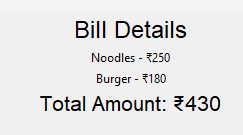 Bill Details
Noodles - ₹250
Burger - ₹180
Total Amount: ₹430